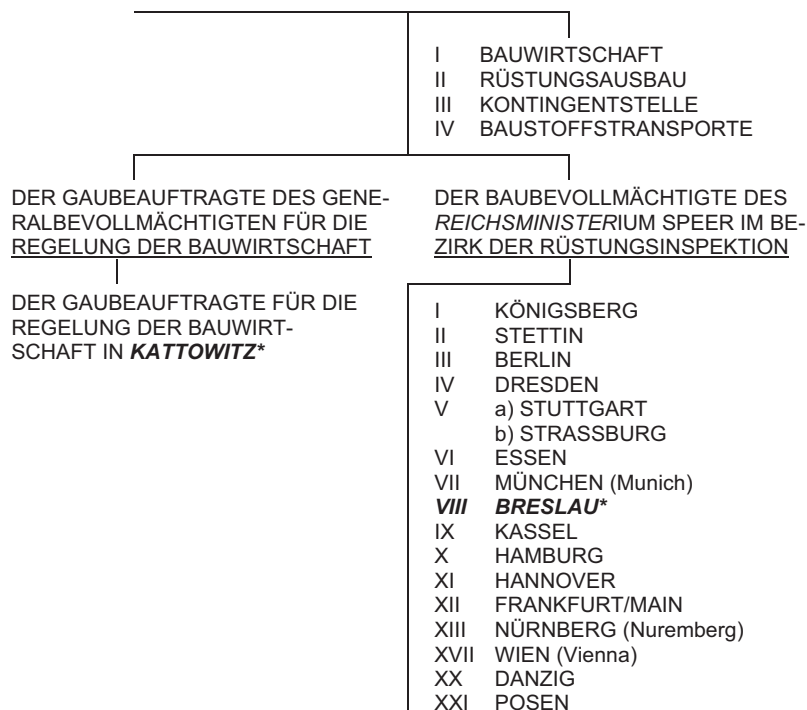 I BAUWIRTSCHAFT
II RÜSTUNGSAUSBAU
III KONTINGENTSTELLE
IV BAUSTOFFSTRANSPORTE
DER GAUBEAUFTRAGTE DES GENE-
RALBEVOLLMÄCHTIGTEN FÜR DIE
REGELUNG DER BAUWIRTSCHAFT
DER GAUBEAUFTRAGTE FÜR DIE
REGELUNG DER BAUWIRT-
SCHAFT IN KATTOWITZ*
DER BAUBEVOLLMÄCHTIGTE DES
REICHSMINISTERIUM SPEER IM BE-
ZIRK DER RÜSTUNGSINSPEKTION
I KÖNIGSBERG
II STETTIN
III BERLIN
IV DRESDEN
V a) STUTTGART
b) STRASSBURG
VI ESSEN
VII MÜNCHEN (Munich)
VIII BRESLAU*
IX KASSEL
X HAMBURG
XI HANNOVER
XII FRANKFURT/MAIN
XIII NÜRNBERG (Nuremberg)
XVII WIEN (Vienna)
XX DANZIG
XXI POSEN